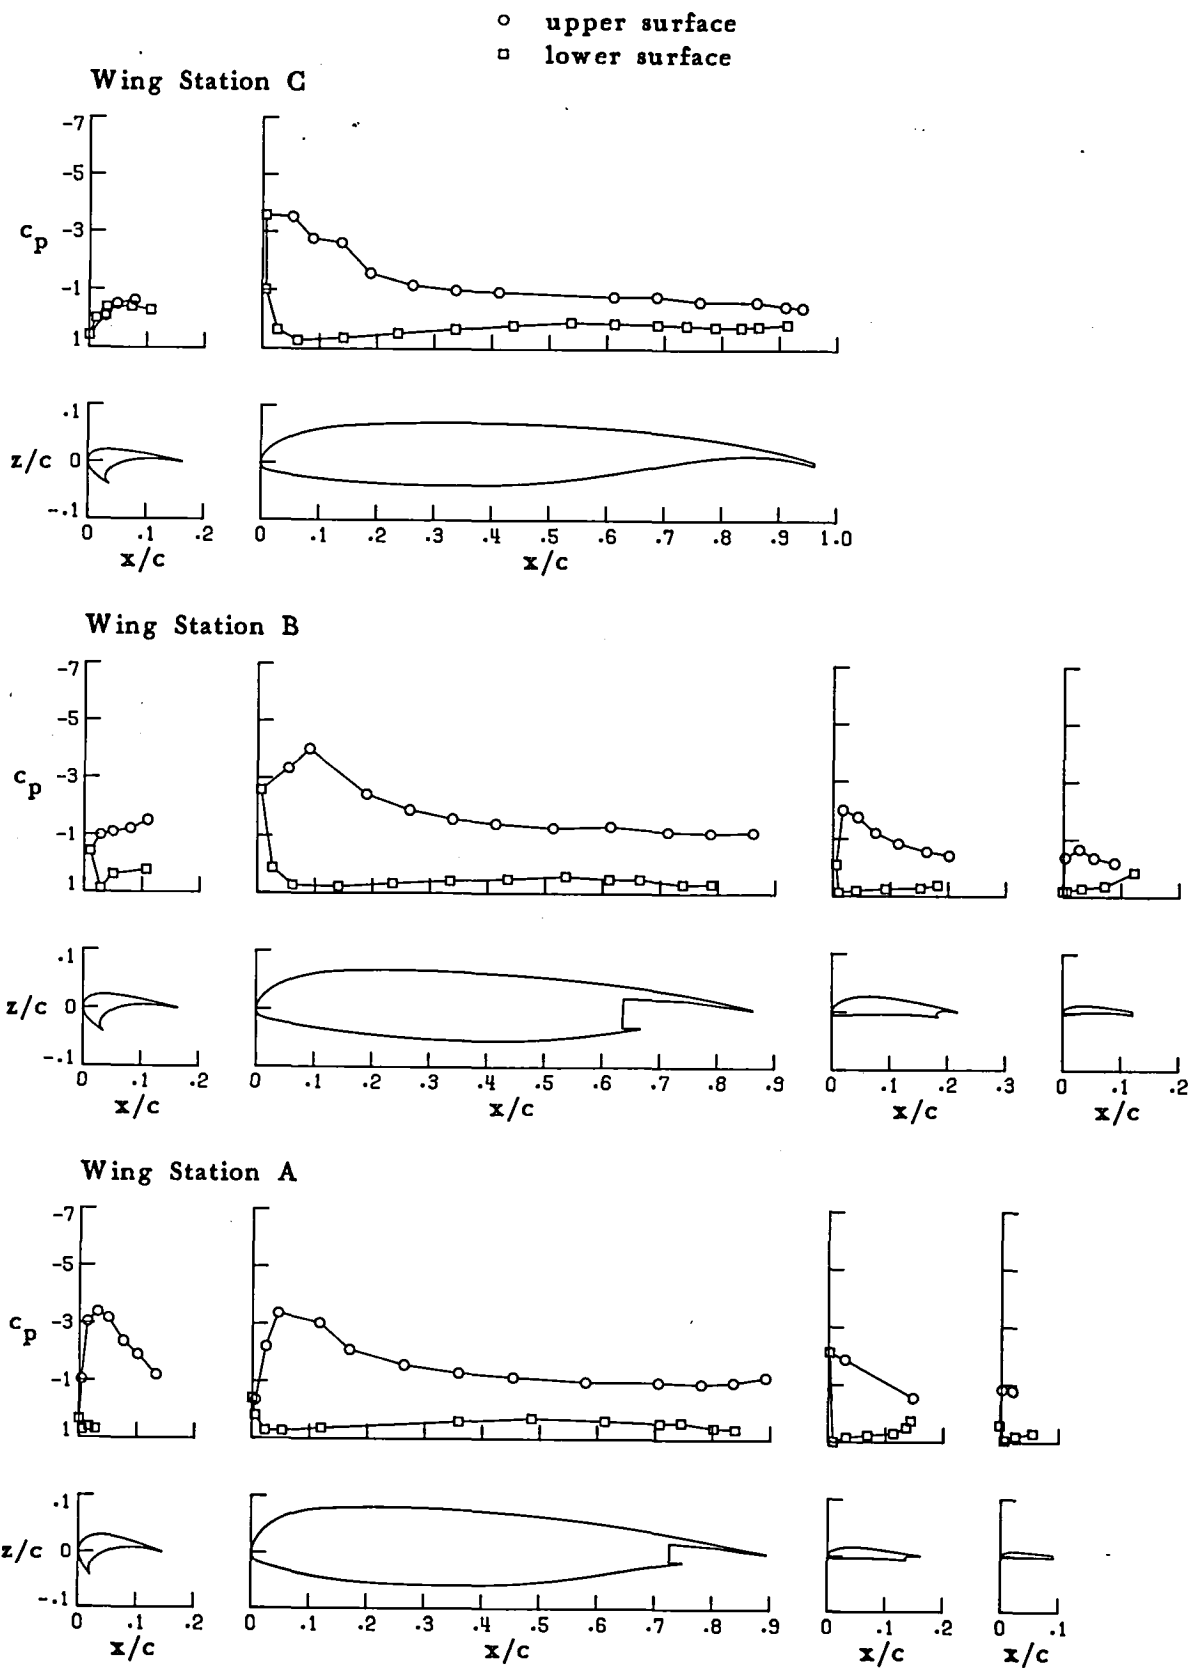 upper surface
lower surface
Wing Station C
-7
-5
c_p -3
-1
1
.1
z/c 0
-.1
0 .1 .2 0 .1 .2 .3 .4 .5 .6 .7 .8 .9 1.0
x/c x/c
Wing Station B
-7
-5
c_p -3
-1
1
.1
z/c 0
-.1
0 .1 .2 0 .1 .2 .3 .4 .5 .6 .7 .8 .9 0 .1 .2 .3 0 .1 .2
x/c x/c x/c x/c
Wing Station A
-7
-5
c_p -3
-1
1
.1
z/c 0
-.1
0 .1 .2 0 .1 .2 .3 .4 .5 .6 .7 .8 .9 0 .1 .2 0 .1
x/c x/c x/c x/c